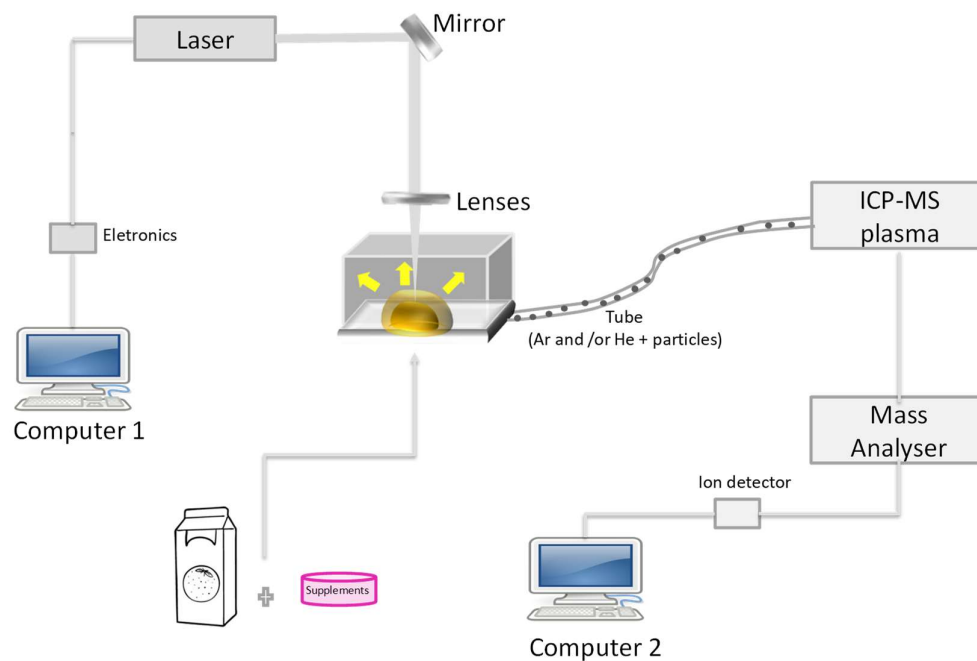 Mirror
Laser
Lenses
Eletronics
ICP-MS
plasma
Tube
(Ar and /or He + particles)
Computer 1
Mass
Analyser
Ion detector
Supplements
Computer 2